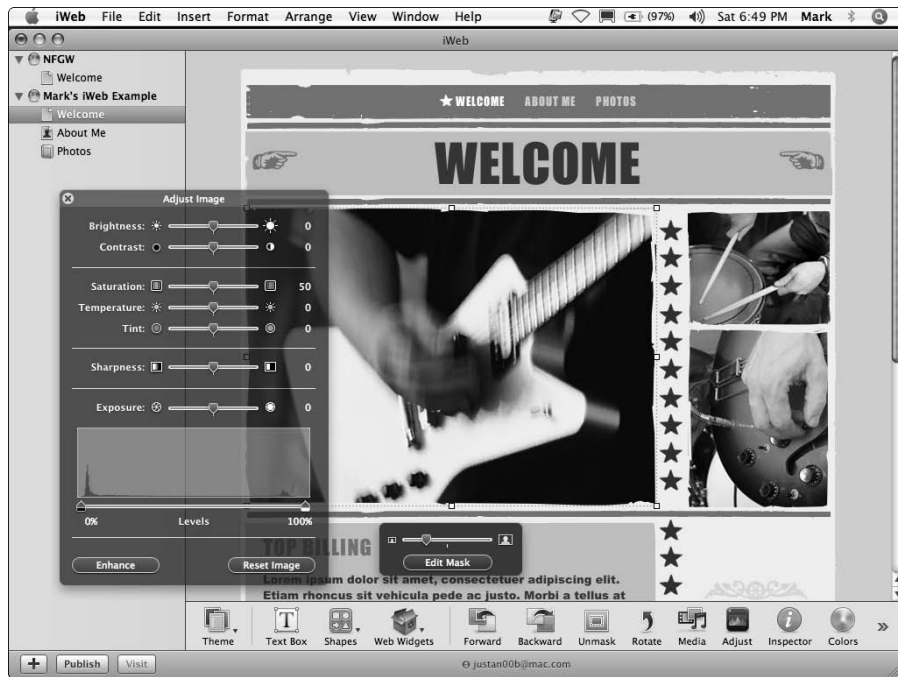 iWeb File Edit Insert Format Arrange View Window Help (97%) Sat 6:49 PM Mark
iWeb
NFGW
Welcome
Mark's iWeb Example
Welcome
About Me
Photos
WELCOME ABOUT ME PHOTOS
WELCOME
Adjust Image
Brightness: 0
Contrast: 0
Saturation: 50
Temperature: 0
Tint: 0
Sharpness: 0
Exposure: 0
0% Levels 100%
Enhance Reset Image
TOP BILLING
Edit Mask
Lorem ipsum dolor sit amet, consectetuer adipiscing elit.
Etiam rhoncus sit vehicula pede ac justo. Morbi a tellus at
Theme Text Box Shapes Web Widgets Forward Backward Unmask Rotate Media Adjust Inspector Colors »
+ Publish Visit justan00b@mac.com